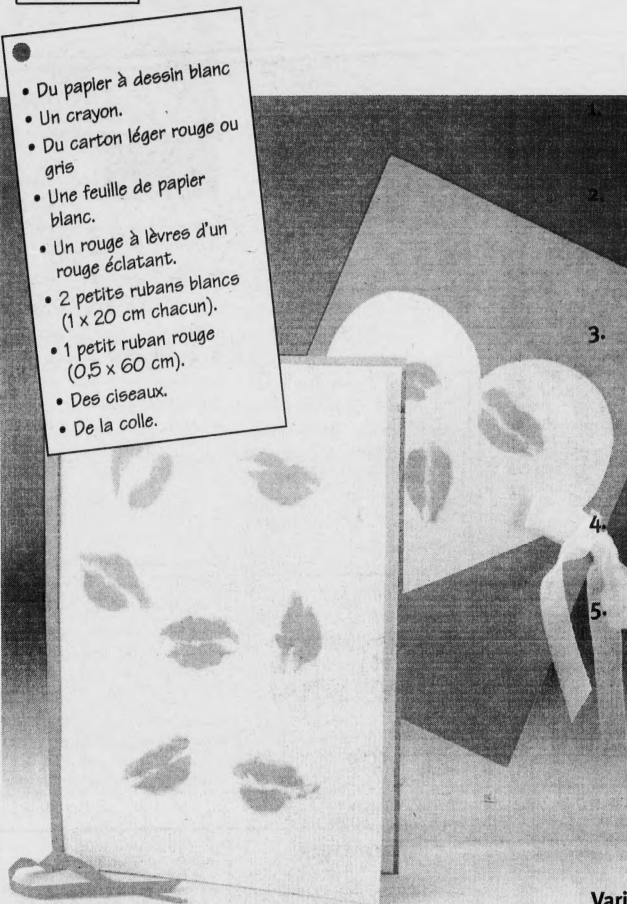 • Du papier à dessin blanc
• Un crayon.
• Du carton léger rouge ou
gris
• Une feuille de papier
blanc.
• Un rouge à lèvres d'un
rouge éclatant.
• 2 petits rubans blancs
(1 x 20 cm chacun).
• 1 petit ruban rouge
(0,5 x 60 cm).
• Des ciseaux.
• De la colle.
1.
2.
3.
4.
5.
Vari